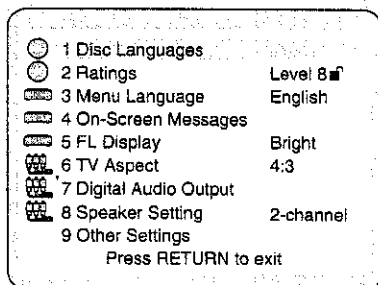 1 Disc Languages
2 Ratings Level 8
3 Menu Language English
4 On-Screen Messages
5 FL Display Bright
6 TV Aspect 4:3
7 Digital Audio Output
8 Speaker Setting 2-channel
9 Other Settings
Press RETURN to exit